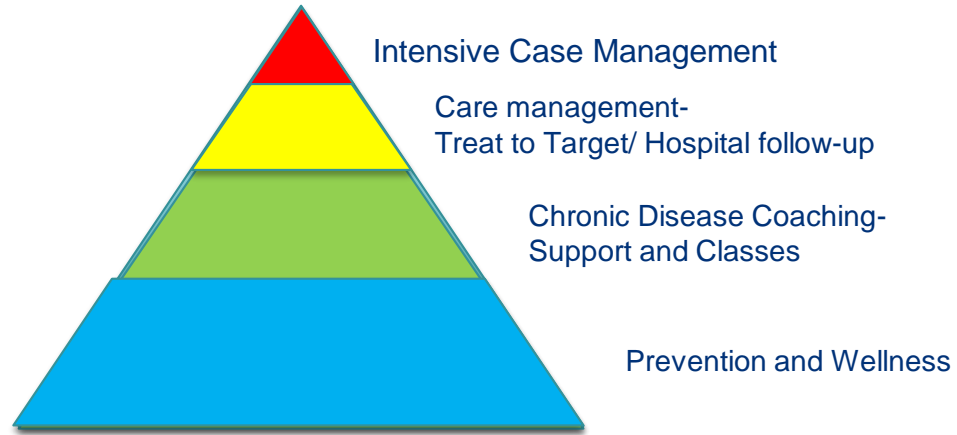 Intensive Case Management
Care management-
Treat to Target/ Hospital follow-up
Chronic Disease Coaching-
Support and Classes
Prevention and Wellness